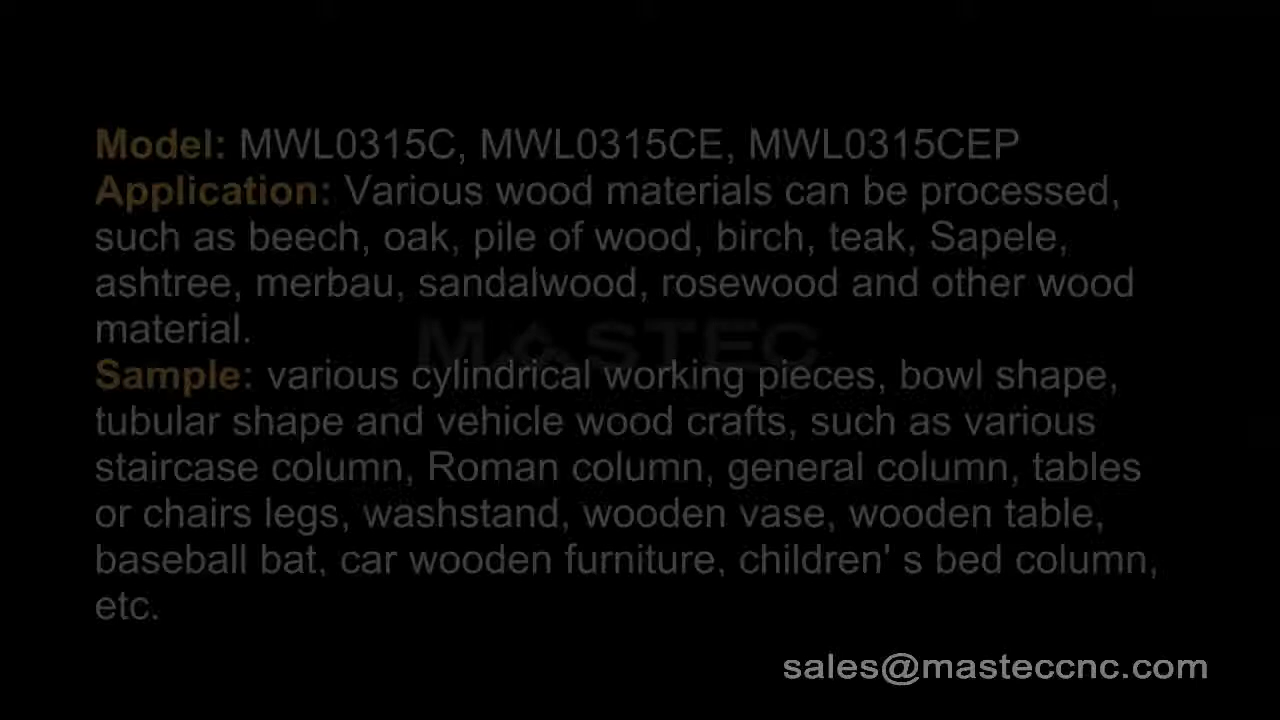 Model: MWL0315C, MWL0315CE, MWL0315CEP
Application: Various wood materials can be processed,
such as beech, oak, pile of wood, birch, teak, Sapele,
ashtree, merbau, sandalwood, rosewood and other wood
material.
MASTEC
Sample: various cylindrical working pieces, bowl shape,
tubular shape and vehicle wood crafts, such as various
staircase column, Roman column, general column, tables
or chairs legs, washstand, wooden vase, wooden table,
baseball bat, car wooden furniture, children' s bed column,
etc.
sales@masteccnc.com